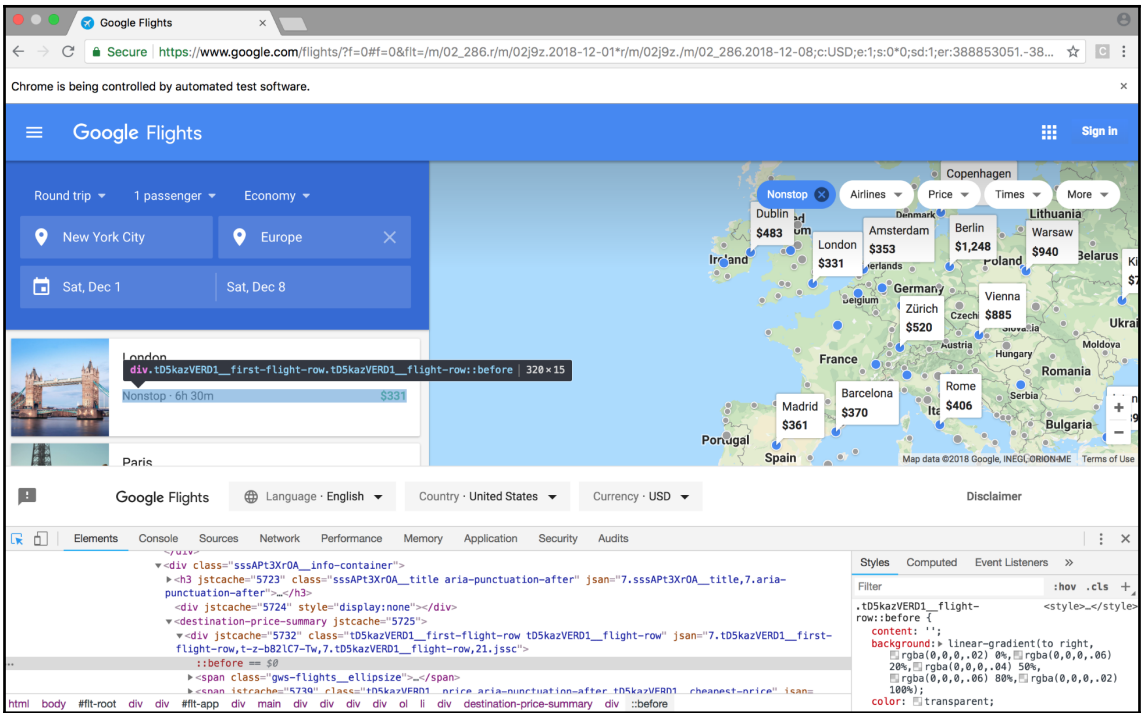 Google Flights ×
Secure https://www.google.com/flights/?f=0#f=0&flt=/m/02_286.r/m/02j9z.2018-12-01*r/m/02j9z./m/02_286.2018-12-08;c:USD;e:1;s:0*0;sd:1;er:388853051.-38... C
Chrome is being controlled by automated test software. ×
Google Flights
Sign in
Round trip 1 passenger Economy
New York City Europe
Sat, Dec 1 Sat, Dec 8
London
div.tD5kazVERD1__first-flight-row.tD5kazVERD1__flight-row::before | 320×15
Nonstop · 6h 30m $331
Paris
Nonstop Airlines Price Times More
Copenhagen
Dublin
$483
Denmark
Lithuania
Amsterdam
$353
Berlin
$1,248
Warsaw
$940
London
$331
Ireland
Poland
Belarus
Belgium
Germany
Zürich
$520
Vienna
$885
Austria
Hungary
Moldova
France
Romania
Barcelona
$370
Rome
$406
Serbia
Madrid
$361
Bulgaria
Portugal
Spain
Map data ©2018 Google, INEGI, ORION-ME Terms of Use
Google Flights Language · English Country · United States Currency · USD Disclaimer
Elements Console Sources Network Performance Memory Application Security Audits
</div>
<div class="sssAPt3XrOA__info-container">
<h3 jstcache="5723" class="sssAPt3XrOA__title aria-punctuation-after" jsan="7.sssAPt3XrOA__title,7.aria-
punctuation-after">…</h3>
<div jstcache="5724" style="display:none"></div>
<destination-price-summary jstcache="5725">
<div jstcache="5732" class="tD5kazVERD1__first-flight-row tD5kazVERD1__flight-row" jsan="7.tD5kazVERD1__first-
flight-row,t-z-b82lC7-Tw,7.tD5kazVERD1__flight-row,21.jssc">
::before == $0
<span class="gws-flights__ellipsize">…</span>
<span jstcache="5739" class="tD5kazVERD1__price aria-punctuation-after tD5kazVERD1__cheapest-price" jsan=
html body #flt-root div div #flt-app div main div div div div ol li div destination-price-summary div ::before
Styles Computed Event Listeners »
Filter :hov .cls +
.tD5kazVERD1__flight- <style>…</style>
row::before {
content: '';
background: linear-gradient(to right,
rgba(0,0,0,.02) 0%, rgba(0,0,0,.06)
20%, rgba(0,0,0,.04) 50%,
rgba(0,0,0,.06) 80%, rgba(0,0,0,.02)
100%);
color: transparent;